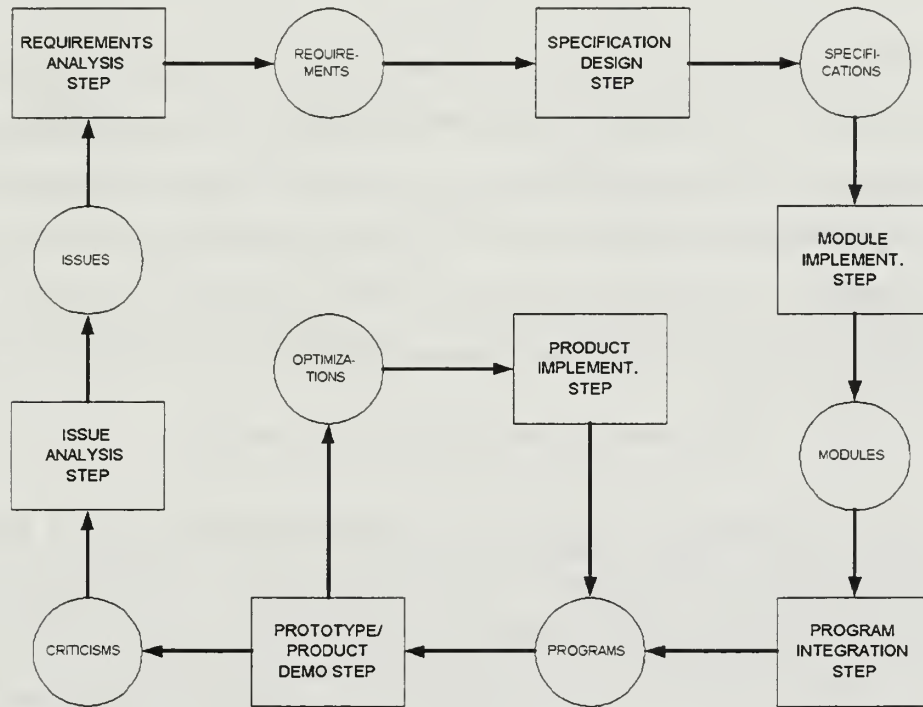 REQUIREMENTS
ANALYSIS
STEP
REQUIRE-
MENTS
SPECIFICATION
DESIGN
STEP
SPECIFI-
CATIONS
ISSUES
MODULE
IMPLEMENT.
STEP
OPTIMIZA-
TIONS
PRODUCT
IMPLEMENT.
STEP
ISSUE
ANALYSIS
STEP
MODULES
CRITICISMS
PROTOTYPE/
PRODUCT
DEMO STEP
PROGRAMS
PROGRAM
INTEGRATION
STEP